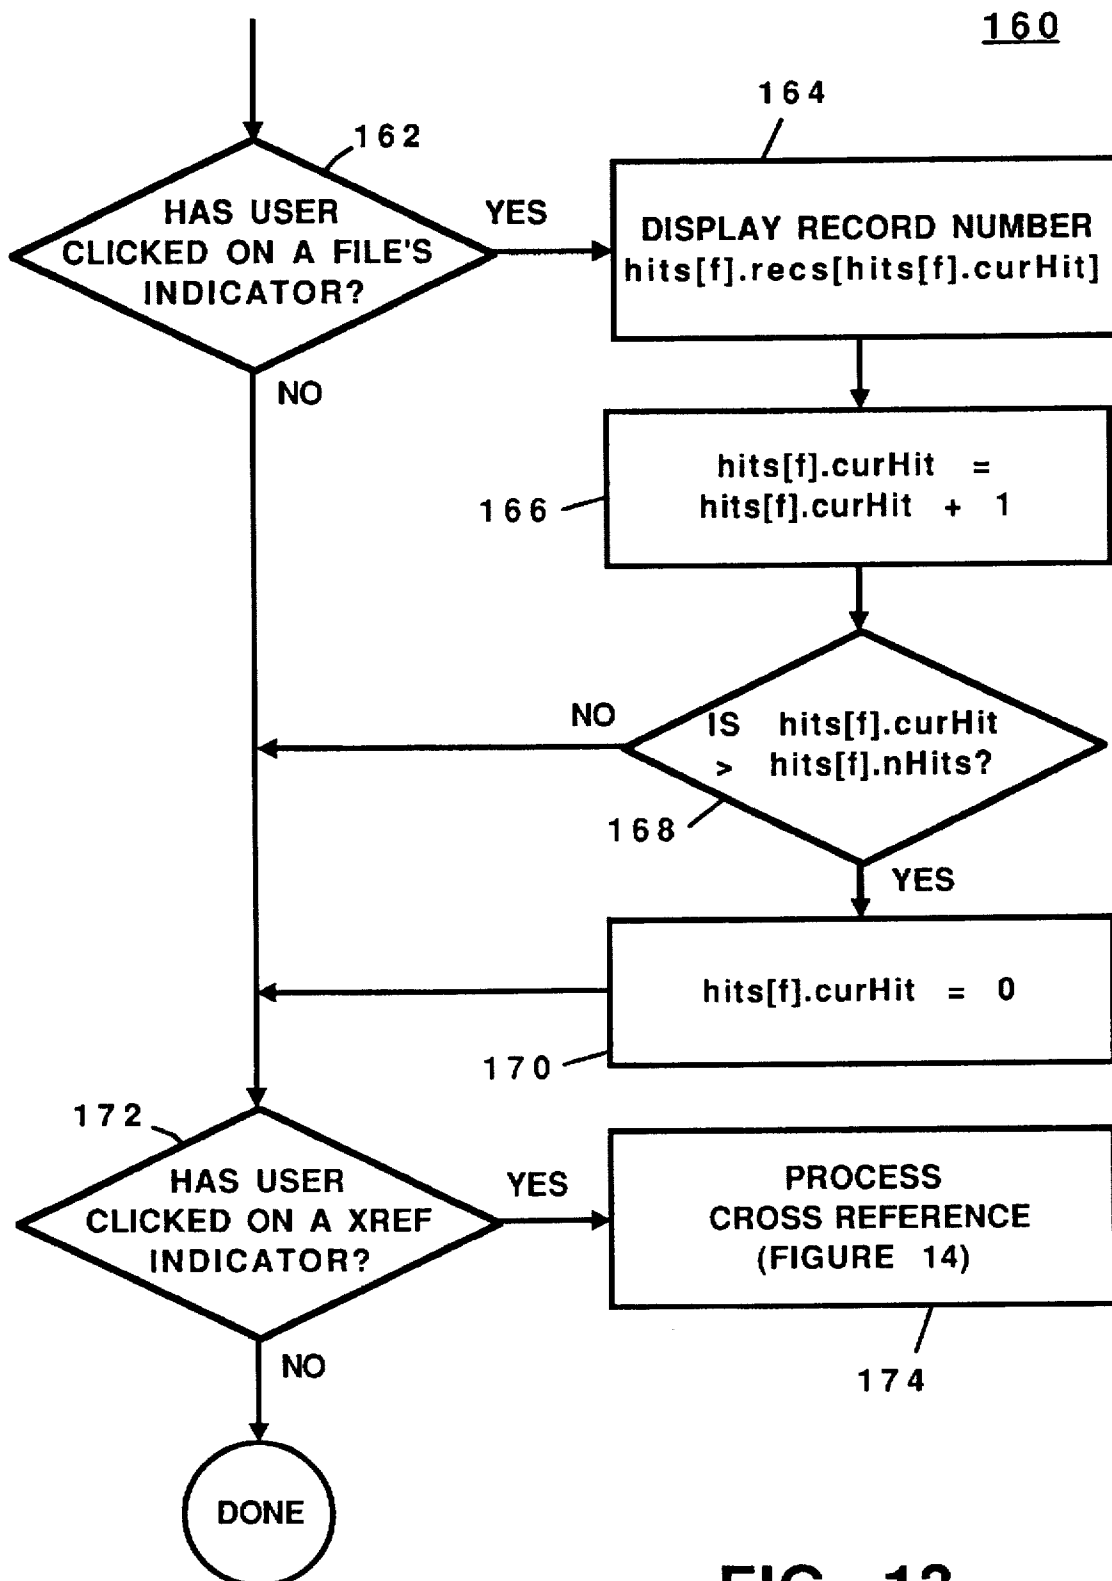 160
164
162
HAS USER
CLICKED ON A FILE'S
INDICATOR?
YES
DISPLAY RECORD NUMBER
hits[f].recs[hits[f].curHit]
NO
hits[f].curHit =
hits[f].curHit + 1
166
NO
IS hits[f].curHit
> hits[f].nHits?
168
YES
hits[f].curHit = 0
170
172
HAS USER
CLICKED ON A XREF
INDICATOR?
YES
PROCESS
CROSS REFERENCE
(FIGURE 14)
NO
174
DONE
FIG. 13